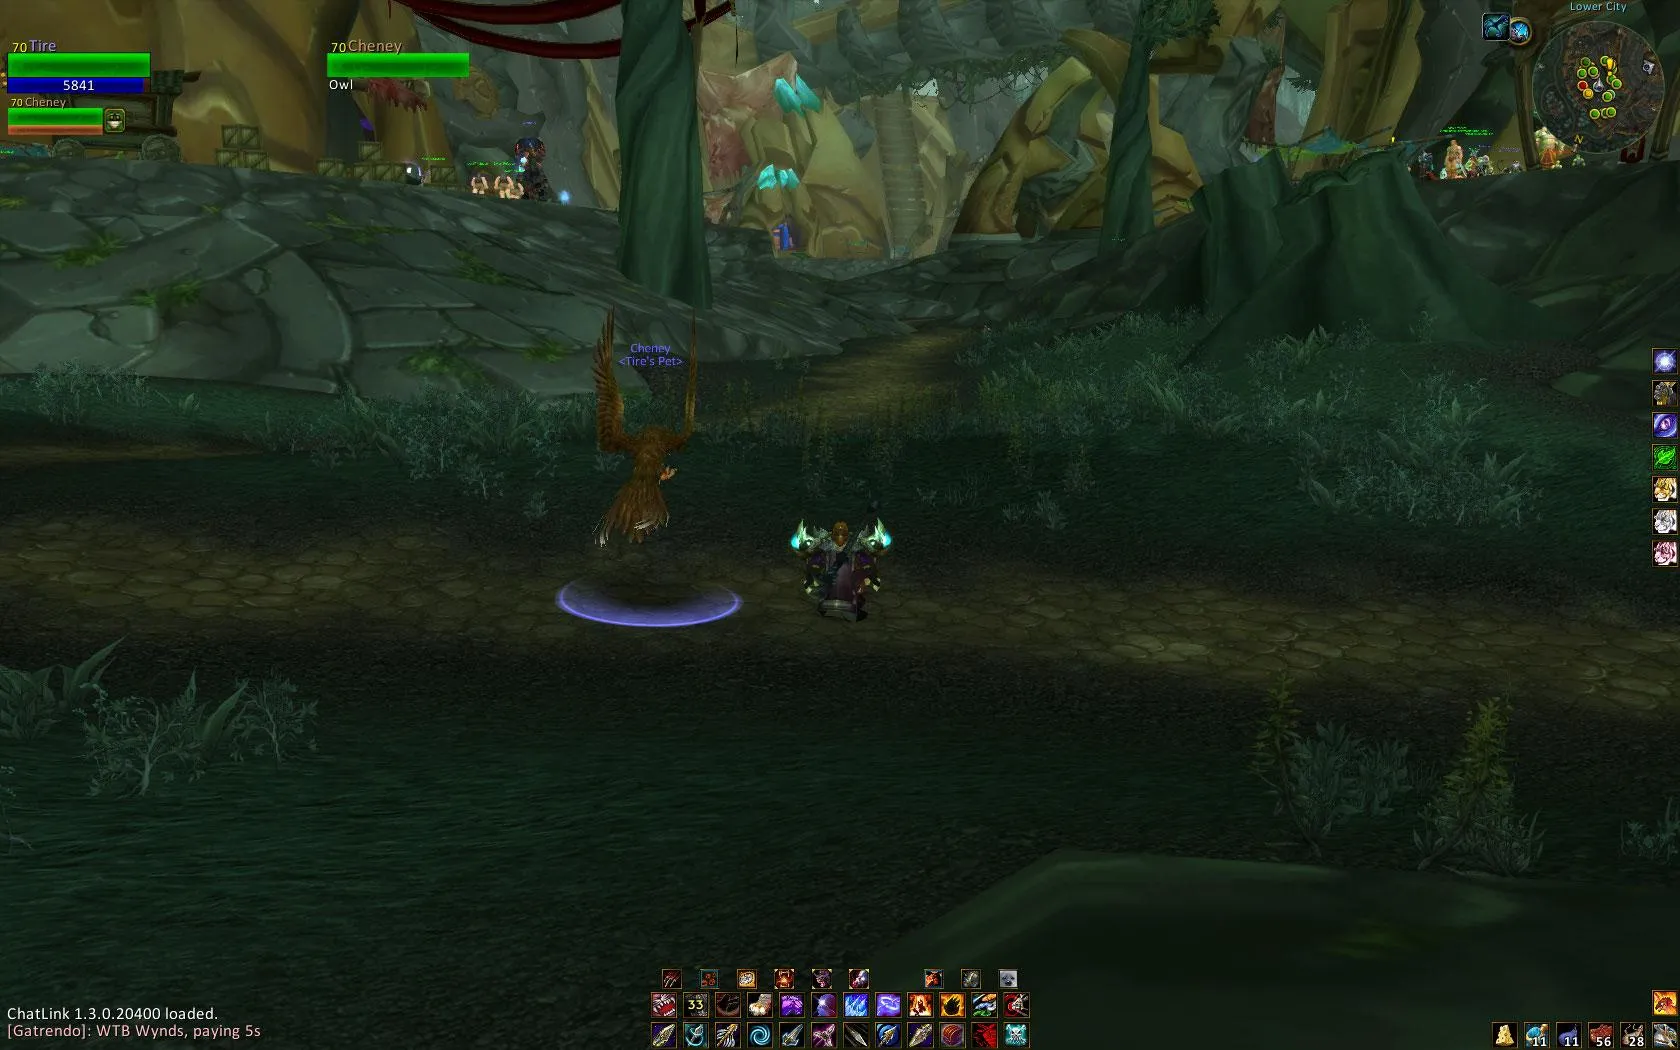 Lower City
70 Tire
5841
70 Cheney
70 Cheney
Owl
N
Cheney
<Tire's Pet>
33
ChatLink 1.3.0.20400 loaded.
[Gatrendo]: WTB Wynds, paying 5s
11
11
56
28